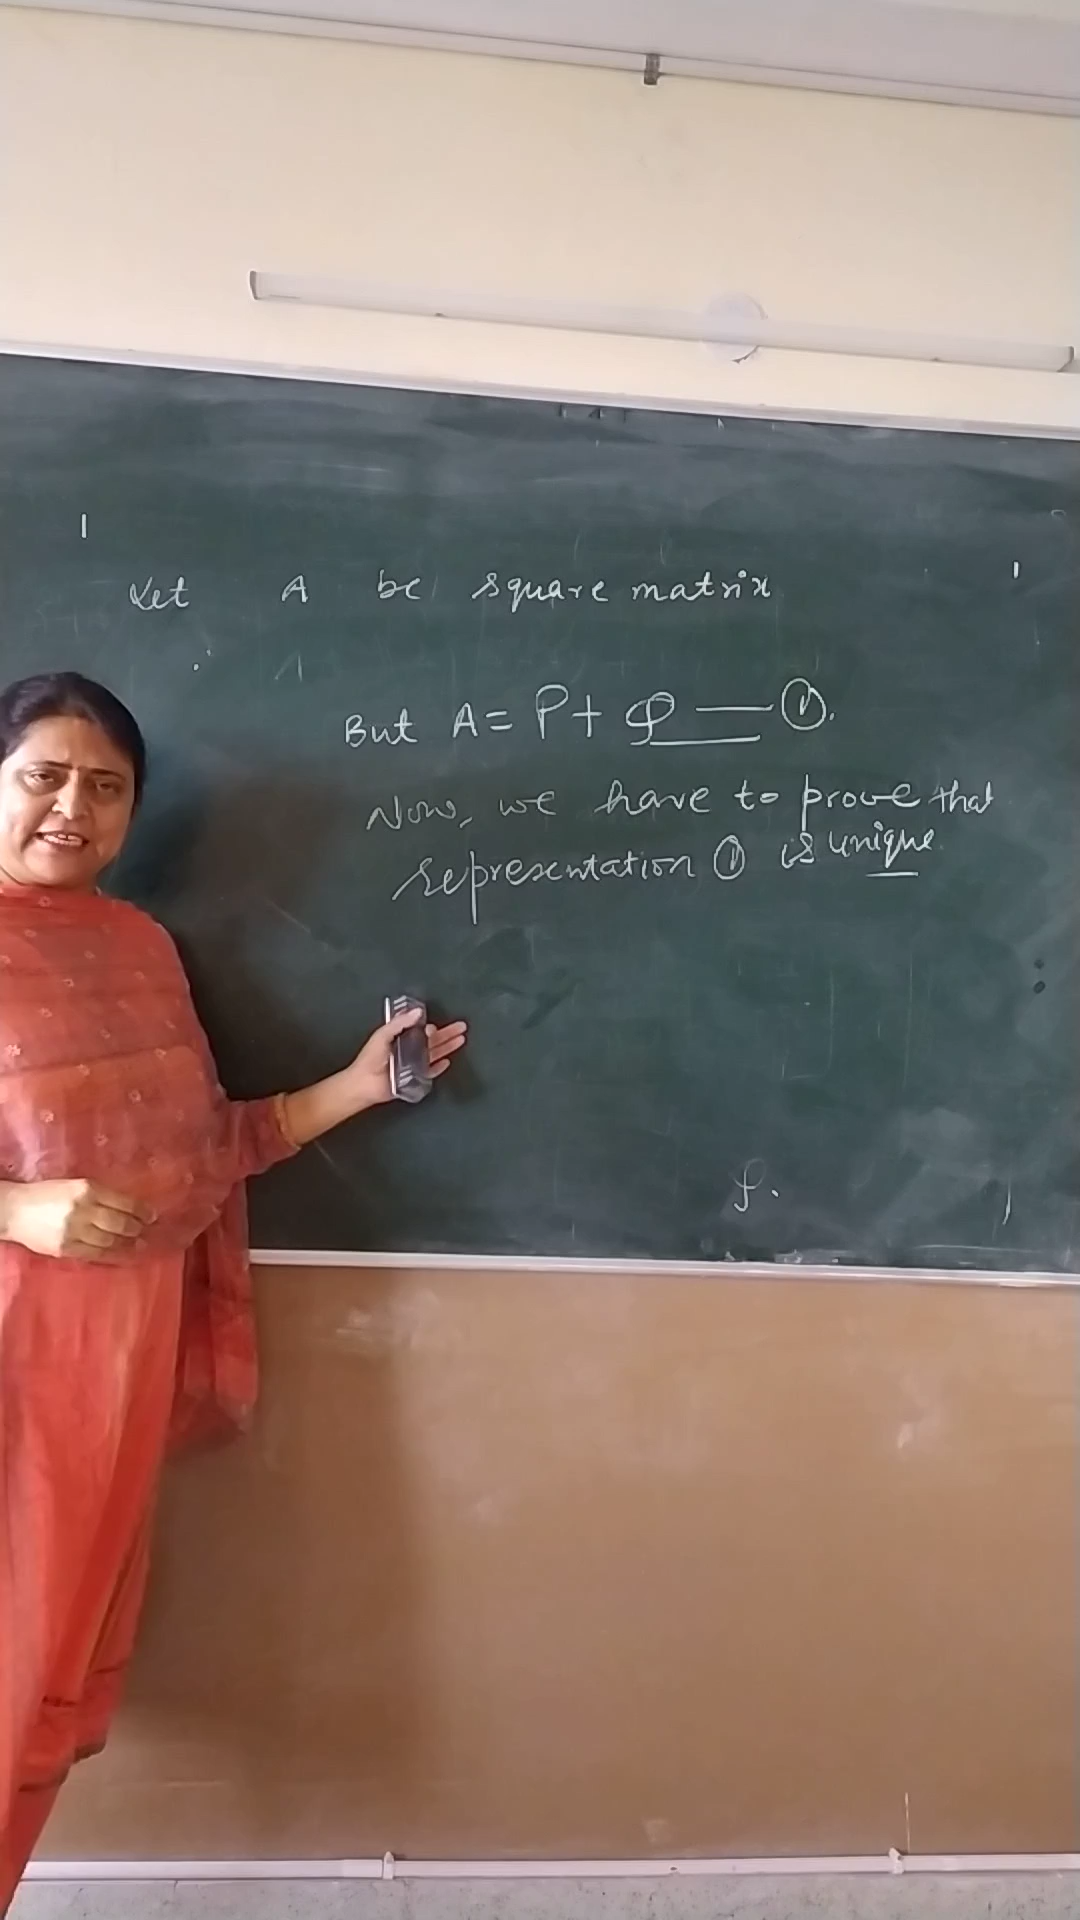 Let A be square matrix
But A = P + Q —— ①.
Now, we have to prove that
representation ① is unique.